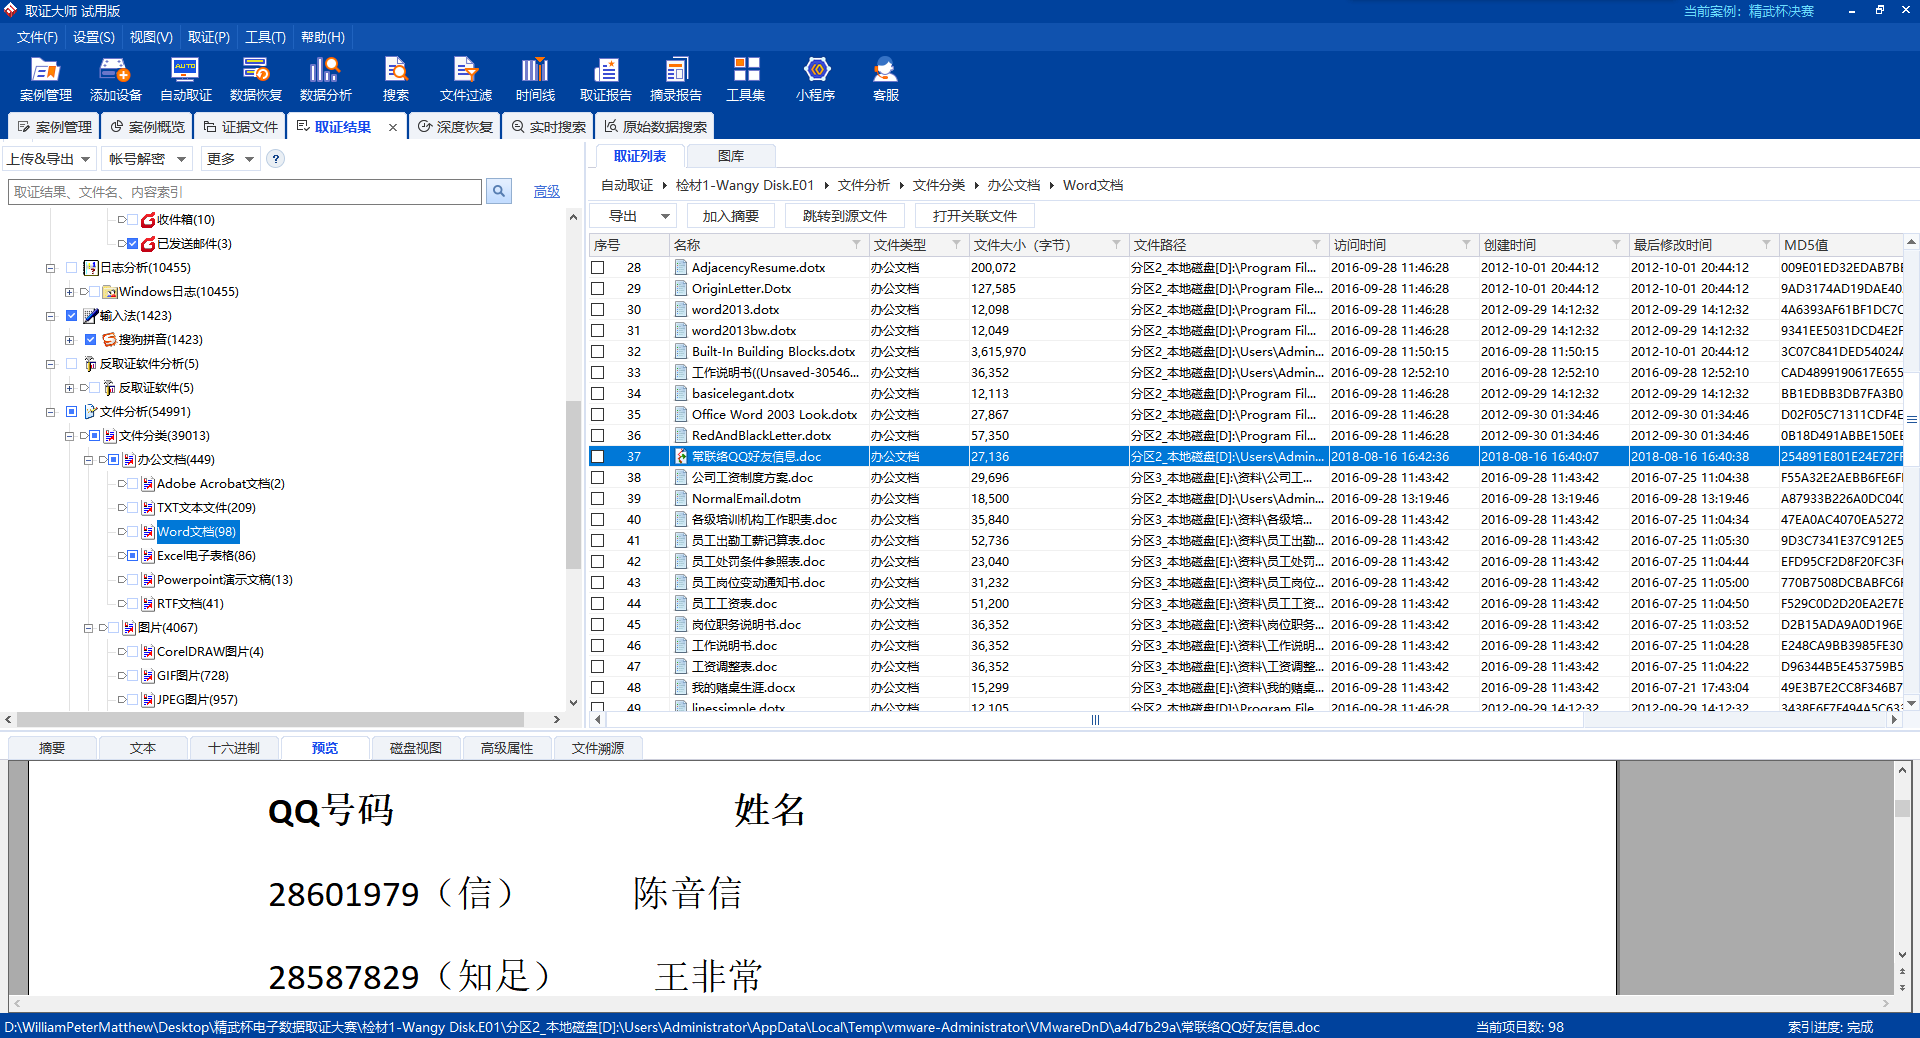 取证大师 试用版
当前案例：精武杯决赛
文件(F) 设置(S) 视图(V) 取证(P) 工具(T) 帮助(H)
案例管理 添加设备 自动取证 数据恢复 数据分析 搜索 文件过滤 时间线 取证报告 摘录报告 工具集 小程序 客服
案例管理 案例概览 证据文件 取证结果 深度恢复 实时搜索 原始数据搜索
上传&导出 帐号解密 更多 ?
取证结果、文件名、内容索引 高级
收件箱(10)
已发送邮件(3)
日志分析(10455)
Windows日志(10455)
输入法(1423)
搜狗拼音(1423)
反取证软件分析(5)
反取证软件(5)
文件分析(54991)
文件分类(39013)
办公文档(449)
Adobe Acrobat文档(2)
TXT文本文件(209)
Word文档(98)
Excel电子表格(86)
Powerpoint演示文稿(13)
RTF文档(41)
图片(4067)
CorelDRAW图片(4)
GIF图片(728)
JPEG图片(957)
取证列表 图库
自动取证 检材1-Wangy Disk.E01 文件分析 文件分类 办公文档 Word文档
导出 加入摘要 跳转到源文件 打开关联文件
序号 名称 文件类型 文件大小（字节） 文件路径 访问时间 创建时间 最后修改时间 MD5值
28 AdjacencyResume.dotx 办公文档 200,072 分区2_本地磁盘[D]:\Program Fil... 2016-09-28 11:46:28 2012-10-01 20:44:12 2012-10-01 20:44:12 009E01ED32EDAB7BE
29 OriginLetter.Dotx 办公文档 127,585 分区2_本地磁盘[D]:\Program File... 2016-09-28 11:46:28 2012-10-01 20:44:12 2012-10-01 20:44:12 9AD3174AD19DAE40
30 word2013.dotx 办公文档 12,098 分区2_本地磁盘[D]:\Program Fil... 2016-09-28 11:46:28 2012-09-29 14:12:32 2012-09-29 14:12:32 4A6393AF61BF1DC7C
31 word2013bw.dotx 办公文档 12,049 分区2_本地磁盘[D]:\Program Fil... 2016-09-28 11:46:28 2012-09-29 14:12:32 2012-09-29 14:12:32 9341EE5031DCD4E2F
32 Built-In Building Blocks.dotx 办公文档 3,615,970 分区2_本地磁盘[D]:\Users\Admin... 2016-09-28 11:50:15 2016-09-28 11:50:15 2012-10-01 20:44:12 3C07C841DED54024A
33 工作说明书((Unsaved-30546... 办公文档 36,352 分区2_本地磁盘[D]:\Users\Admin... 2016-09-28 12:52:10 2016-09-28 12:52:10 2016-09-28 12:52:10 CAD4899190617E655
34 basicelegant.dotx 办公文档 12,113 分区2_本地磁盘[D]:\Program Fil... 2016-09-28 11:46:28 2012-09-30 01:34:46 2012-09-30 01:34:46 BB1EDBB3DB7FA3B0
35 Office Word 2003 Look.dotx 办公文档 27,867 分区2_本地磁盘[D]:\Program Fil... 2016-09-28 11:46:28 2012-09-30 01:34:46 2012-09-30 01:34:46 D02F05C71311CDF4E
36 RedAndBlackLetter.dotx 办公文档 57,350 分区2_本地磁盘[D]:\Program Fil... 2016-09-28 11:46:28 2012-09-30 01:34:46 2012-09-30 01:34:46 0B18D491ABBE150EE
37 常联络QQ好友信息.doc 办公文档 27,136 分区2_本地磁盘[D]:\Users\Admin... 2018-08-16 16:42:36 2018-08-16 16:40:07 2018-08-16 16:40:38 254891E801E24E72FF
38 公司工资制度方案.doc 办公文档 29,696 分区3_本地磁盘[E]:\资料\公司工... 2016-09-28 11:43:42 2016-09-28 11:43:42 2016-07-25 11:04:38 F55A32E2AEBB6FE6F
39 NormalEmail.dotm 办公文档 18,500 分区2_本地磁盘[D]:\Users\Admin... 2016-09-28 13:19:46 2016-09-28 13:19:46 2016-09-28 13:19:46 A87933B226A0DC040
40 各级培训机构工作职责.doc 办公文档 35,840 分区3_本地磁盘[E]:\资料\各级培... 2016-09-28 11:43:42 2016-09-28 11:43:42 2016-07-25 11:04:34 47EA0AC4070EA5272
41 员工出勤工薪记算表.doc 办公文档 52,736 分区3_本地磁盘[E]:\资料\员工出勤... 2016-09-28 11:43:42 2016-09-28 11:43:42 2016-07-25 11:05:30 9D3C7341E37C912E5
42 员工处罚条件参照表.doc 办公文档 23,040 分区3_本地磁盘[E]:\资料\员工处罚... 2016-09-28 11:43:42 2016-09-28 11:43:42 2016-07-25 11:04:44 EFD95CF2D8F20FC3F
43 员工岗位变动通知书.doc 办公文档 31,232 分区3_本地磁盘[E]:\资料\员工岗位... 2016-09-28 11:43:42 2016-09-28 11:43:42 2016-07-25 11:05:00 770B7508DCBABFC6F
44 员工工资表.doc 办公文档 51,200 分区3_本地磁盘[E]:\资料\员工工资... 2016-09-28 11:43:42 2016-09-28 11:43:42 2016-07-25 11:04:50 F529C0D2D20EA2E7E
45 岗位职务说明书.doc 办公文档 36,352 分区3_本地磁盘[E]:\资料\岗位职务... 2016-09-28 11:43:42 2016-09-28 11:43:42 2016-07-25 11:03:52 D2B15ADA9A0D196E
46 工作说明书.doc 办公文档 36,352 分区3_本地磁盘[E]:\资料\工作说明... 2016-09-28 11:43:42 2016-09-28 11:43:42 2016-07-25 11:04:28 E248CA9BB3985FE30
47 工资调整表.doc 办公文档 36,352 分区3_本地磁盘[E]:\资料\工资调整... 2016-09-28 11:43:42 2016-09-28 11:43:42 2016-07-25 11:04:22 D96344B5E453759B5
48 我的赌桌生涯.docx 办公文档 15,299 分区3_本地磁盘[E]:\资料\我的赌桌... 2016-09-28 11:43:42 2016-09-28 11:43:42 2016-07-21 17:43:04 49E3B7E2CC8F346B7
49 linessimple.dotx 办公文档 12,105 分区2_本地磁盘[D]:\Program File... 2016-09-28 11:46:28 2012-09-29 14:12:32 2012-09-29 14:12:32
摘要 文本 十六进制 预览 磁盘视图 高级属性 文件溯源
QQ号码 姓名
28601979（信） 陈音信
28587829（知足） 王非常
D:\WilliamPeterMatthew\Desktop\精武杯电子数据取证大赛\检材1-Wangy Disk.E01\分区2_本地磁盘[D]:\Users\Administrator\AppData\Local\Temp\vmware-Administrator\VMwareDnD\a4d7b29a\常联络QQ好友信息.doc 当前项目数: 98 索引进度: 完成